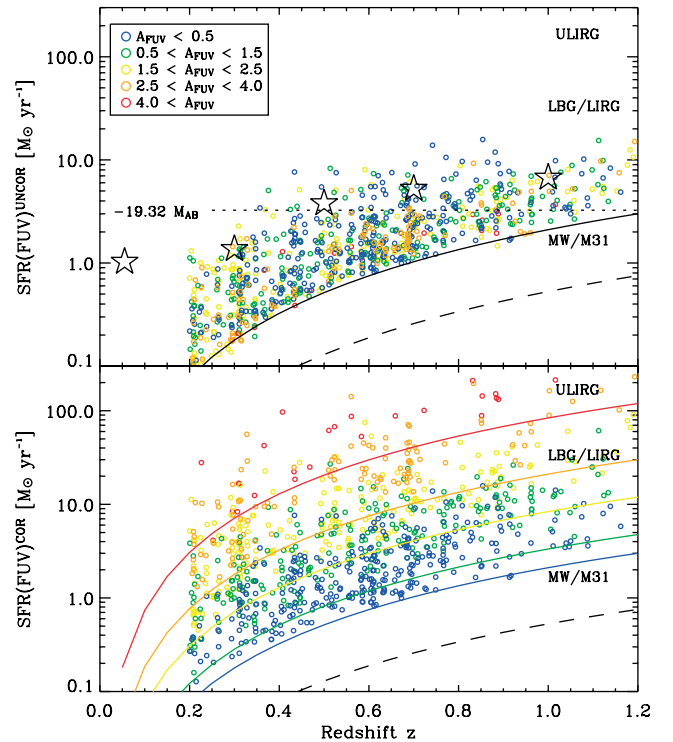 SFR(FUV)^UNCOR [M⊙ yr⁻¹]
100.0
10.0
1.0
0.1
A_FUV < 0.5
0.5 < A_FUV < 1.5
1.5 < A_FUV < 2.5
2.5 < A_FUV < 4.0
4.0 < A_FUV
ULIRG
LBG/LIRG
−19.32 M_AB
MW/M31
SFR(FUV)^COR [M⊙ yr⁻¹]
100.0
10.0
1.0
0.1
ULIRG
LBG/LIRG
MW/M31
0.0 0.2 0.4 0.6 0.8 1.0 1.2
Redshift z